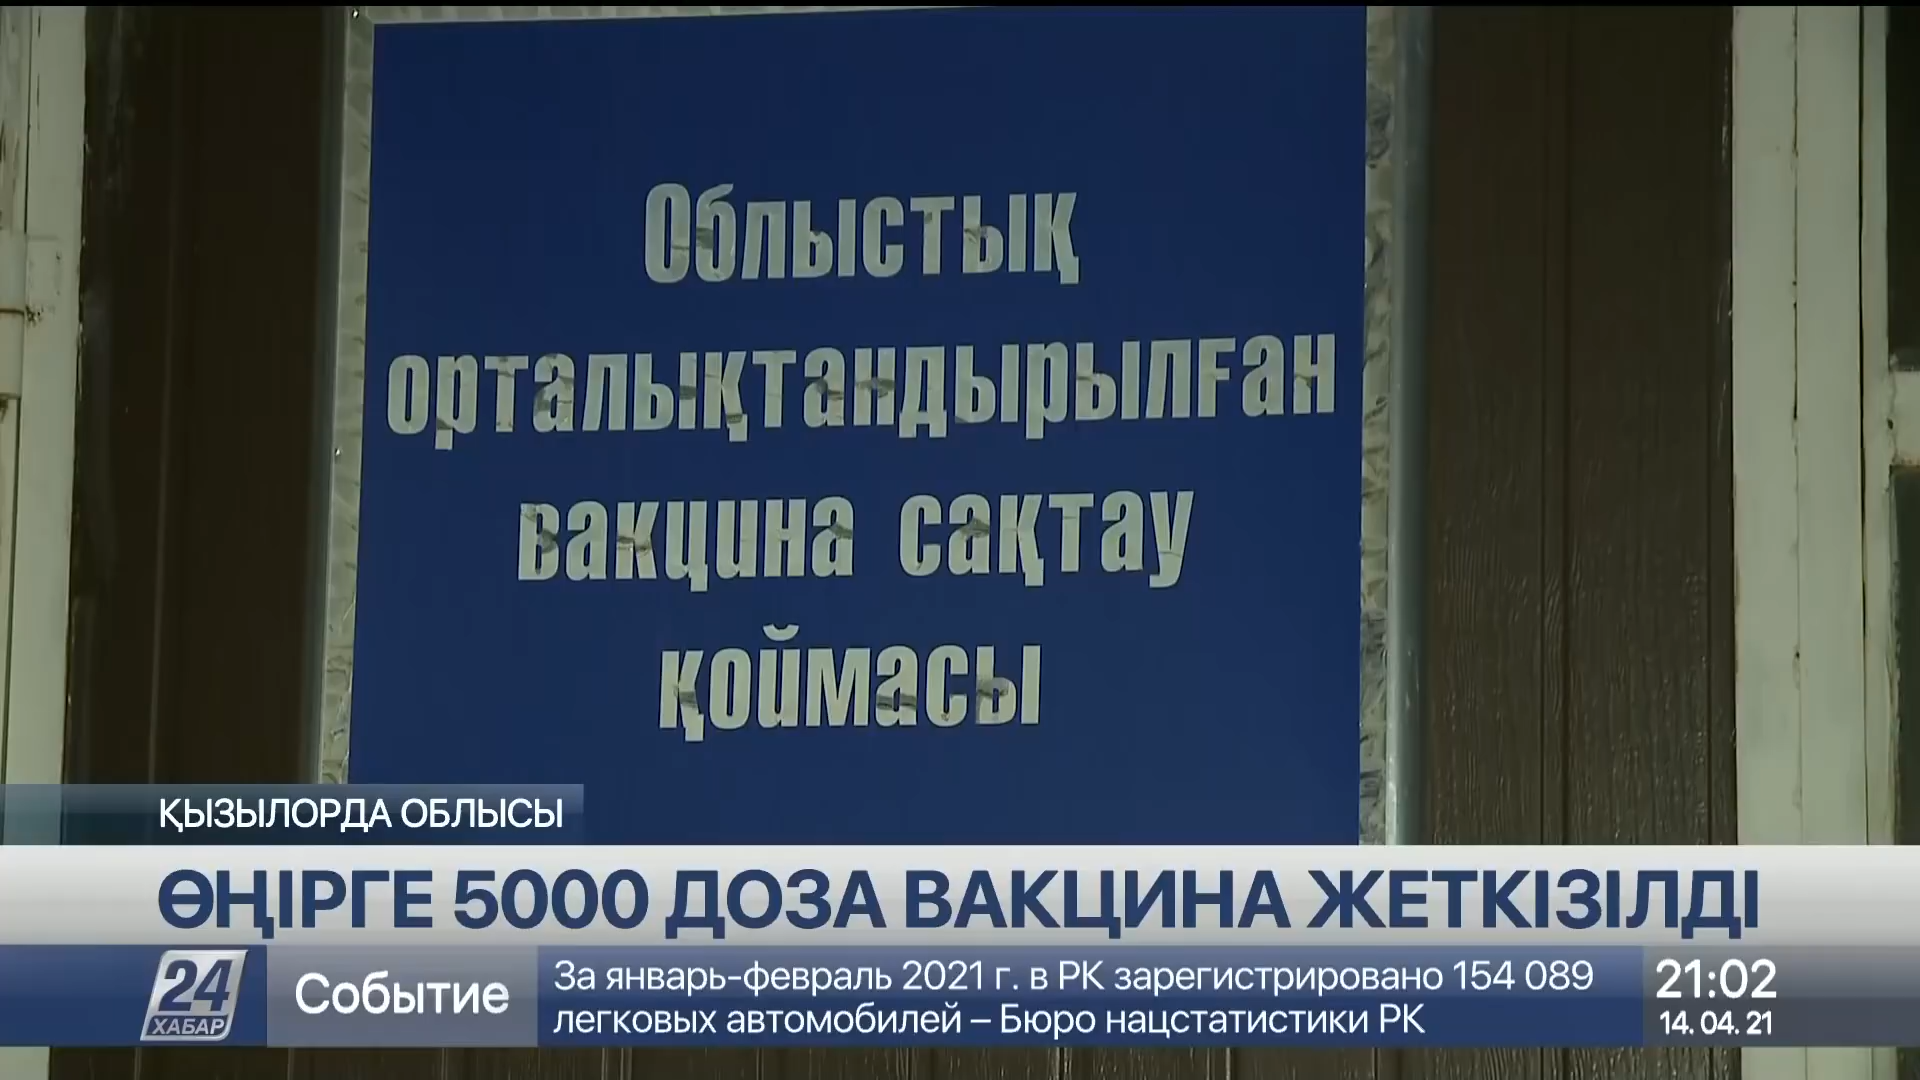 Облыстық
орталықтандырылған
вакцина сақтау
қоймасы
ҚЫЗЫЛОРДА ОБЛЫСЫ
ӨҢІРГЕ 5000 ДОЗА ВАКЦИНА ЖЕТКІЗІЛДІ
24
ХАБАР
Событие
За январь-февраль 2021 г. в РК зарегистрировано 154 089
легковых автомобилей – Бюро нацстатистики РК
21:02
14. 04. 21